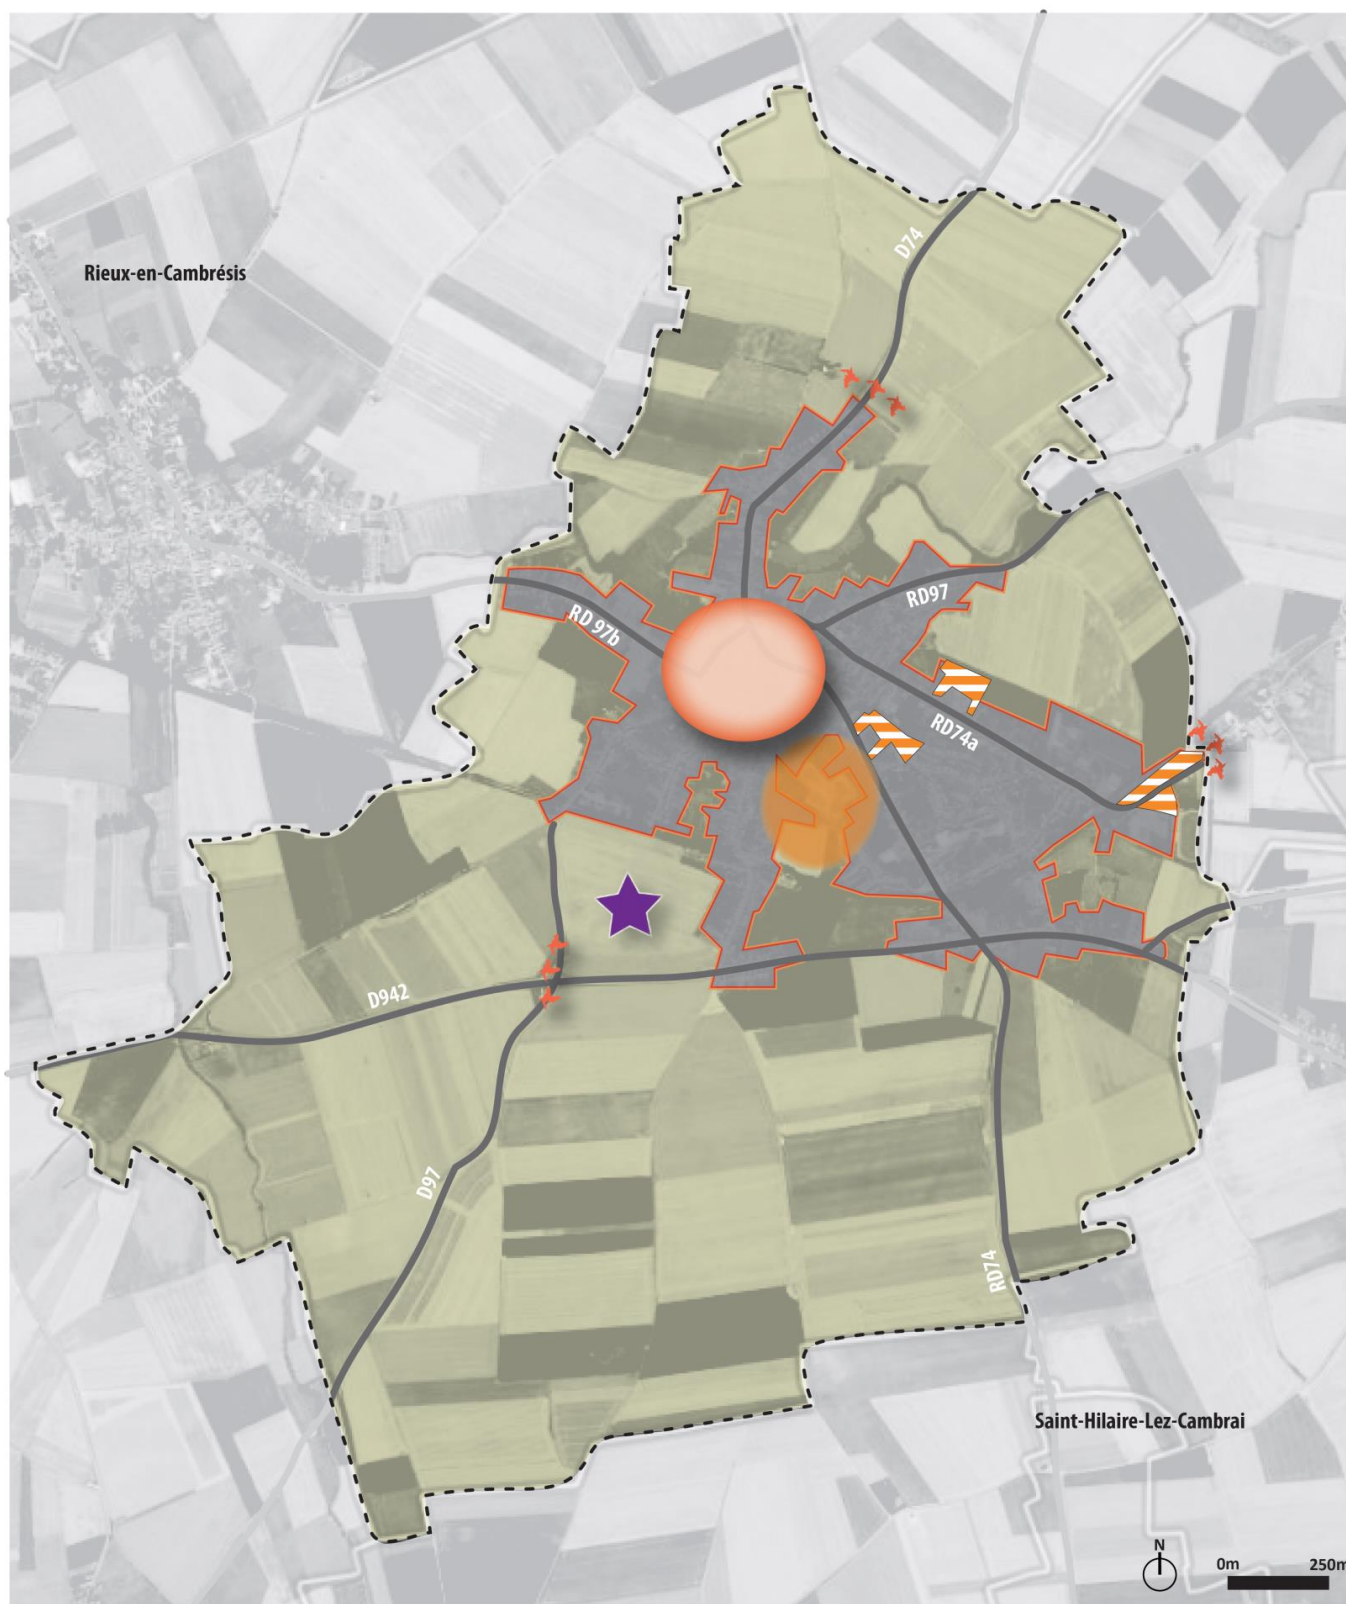 D74
Rieux-en-Cambrésis
RD97
RD 97b
RD74a
D942
D97
RD74
Saint-Hilaire-Lez-Cambrai
N
0m 250m